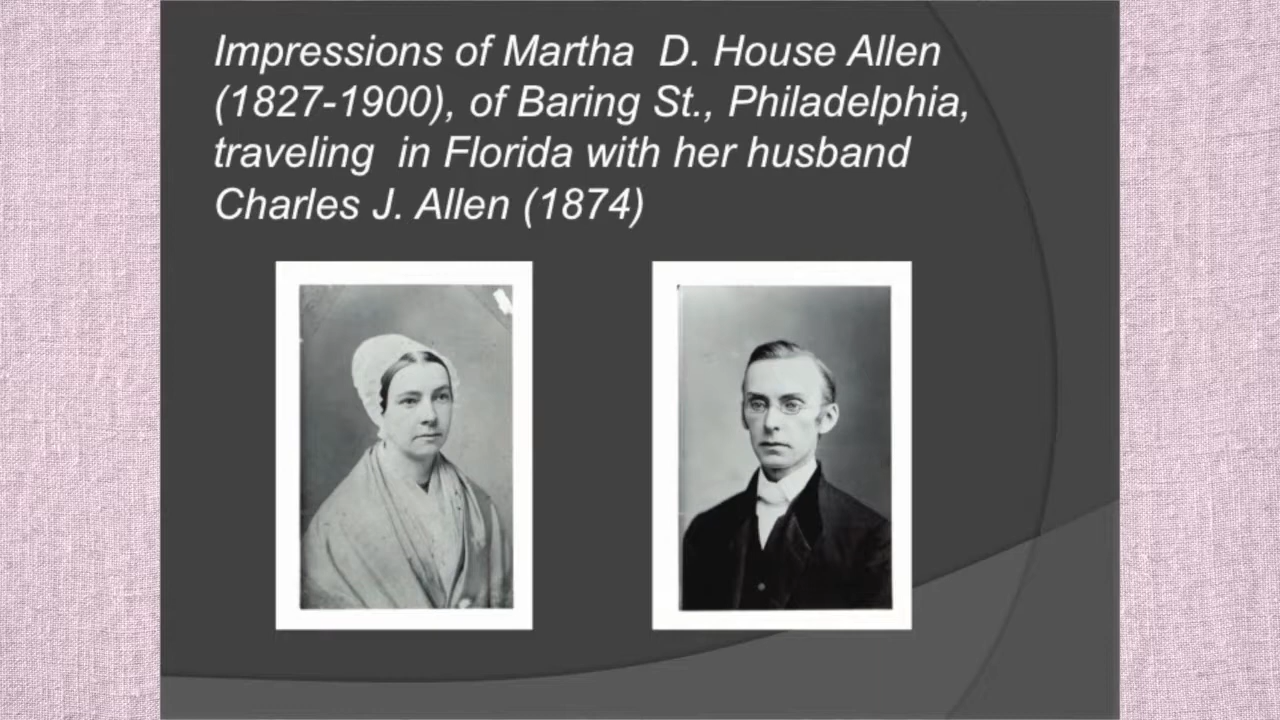 Impressions of Martha D. House Allen
(1827-1900), of Baring St., Philadelphia,
traveling in Florida with her husband
Charles J. Allen (1874)